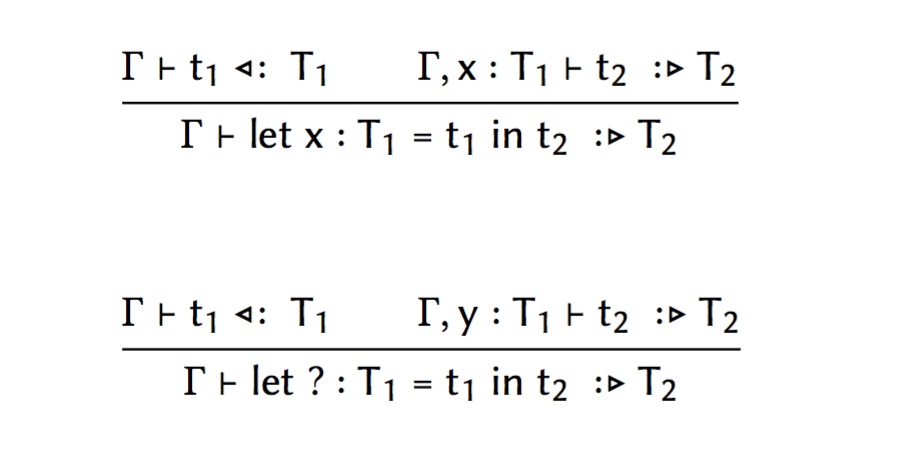 Γ ⊢ t₁ ⊲: T₁ Γ, x : T₁ ⊢ t₂ :⊳ T₂
Γ ⊢ let x : T₁ = t₁ in t₂ :⊳ T₂
Γ ⊢ t₁ ⊲: T₁ Γ, y : T₁ ⊢ t₂ :⊳ T₂
Γ ⊢ let ? : T₁ = t₁ in t₂ :⊳ T₂